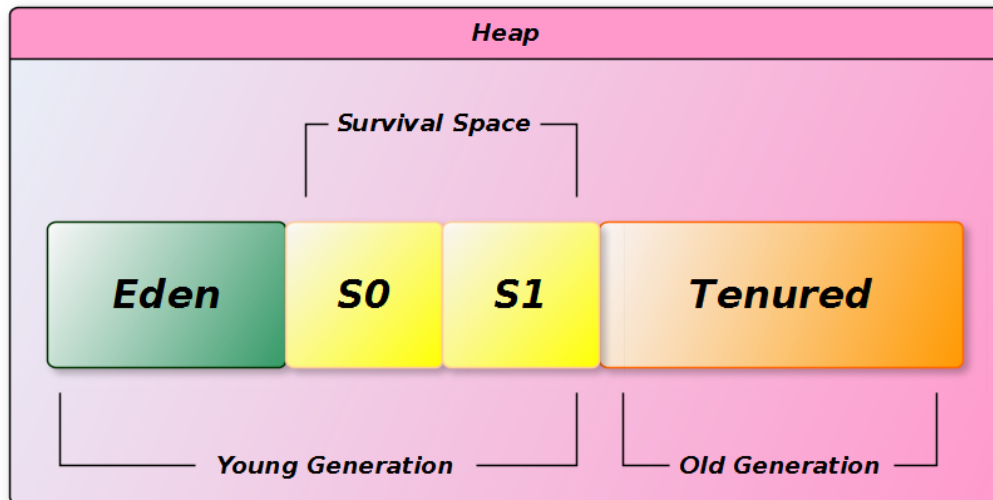 Heap
Survival Space
Eden
S0
S1
Tenured
Young Generation
Old Generation